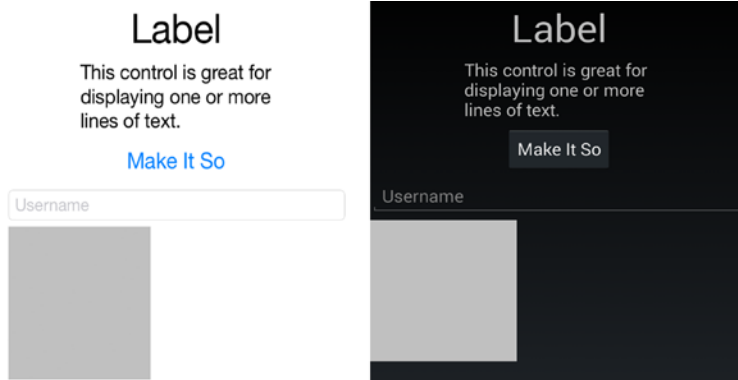 Label
This control is great for
displaying one or more
lines of text.
Make It So
Username
Label
This control is great for
displaying one or more
lines of text.
Make It So
Username